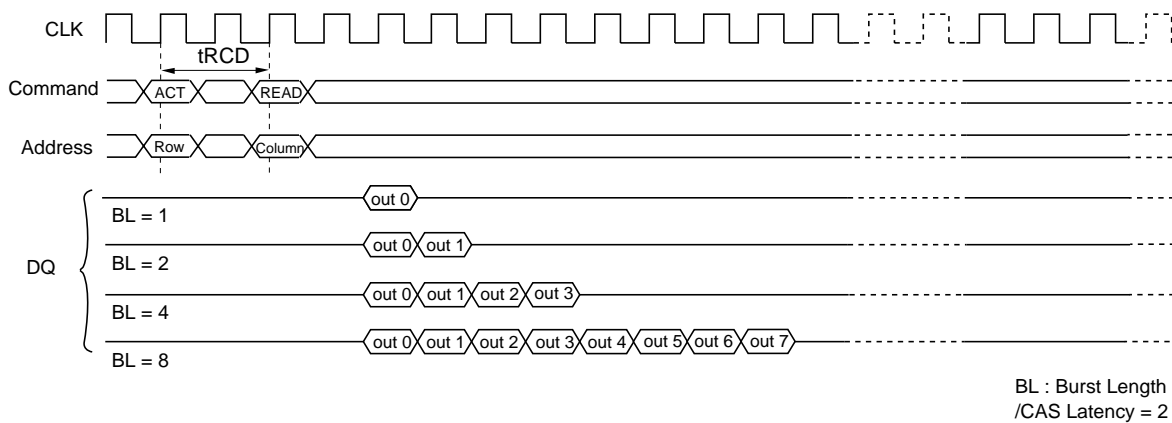 CLK
tRCD
Command ACT READ
Address Row Column
out 0
BL = 1
out 0 out 1
BL = 2
DQ
out 0 out 1 out 2 out 3
BL = 4
out 0 out 1 out 2 out 3 out 4 out 5 out 6 out 7
BL = 8
BL : Burst Length
/CAS Latency = 2